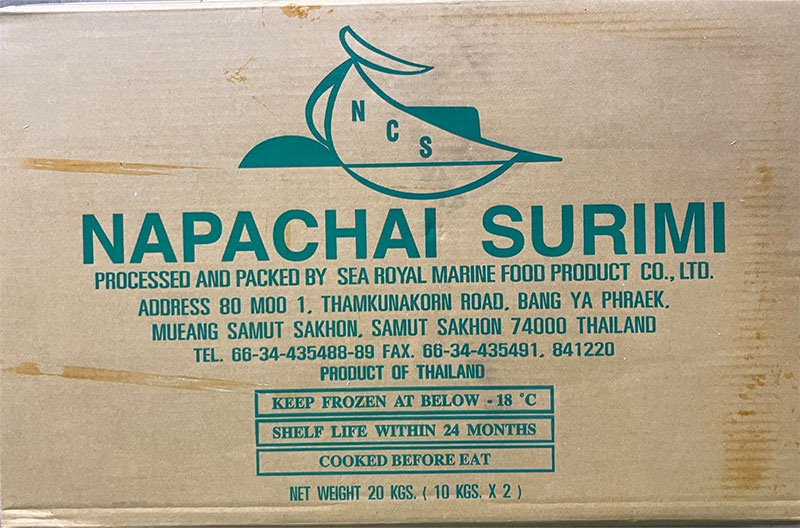 N C S
NAPACHAI SURIMI
PROCESSED AND PACKED BY SEA ROYAL MARINE FOOD PRODUCT CO., LTD.
ADDRESS 80 MOO 1, THAMKUNAKORN ROAD, BANG YA PHRAEK,
MUEANG SAMUT SAKHON, SAMUT SAKHON 74000 THAILAND
TEL. 66-34-435488-89 FAX. 66-34-435491, 841220
PRODUCT OF THAILAND
KEEP FROZEN AT BELOW - 18 °C
SHELF LIFE WITHIN 24 MONTHS
COOKED BEFORE EAT
NET WEIGHT 20 KGS. ( 10 KGS. X 2 )